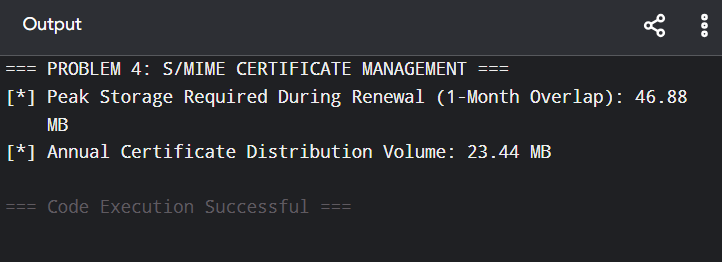 Output
=== PROBLEM 4: S/MIME CERTIFICATE MANAGEMENT ===
[*] Peak Storage Required During Renewal (1-Month Overlap): 46.88
MB
[*] Annual Certificate Distribution Volume: 23.44 MB
=== Code Execution Successful ===